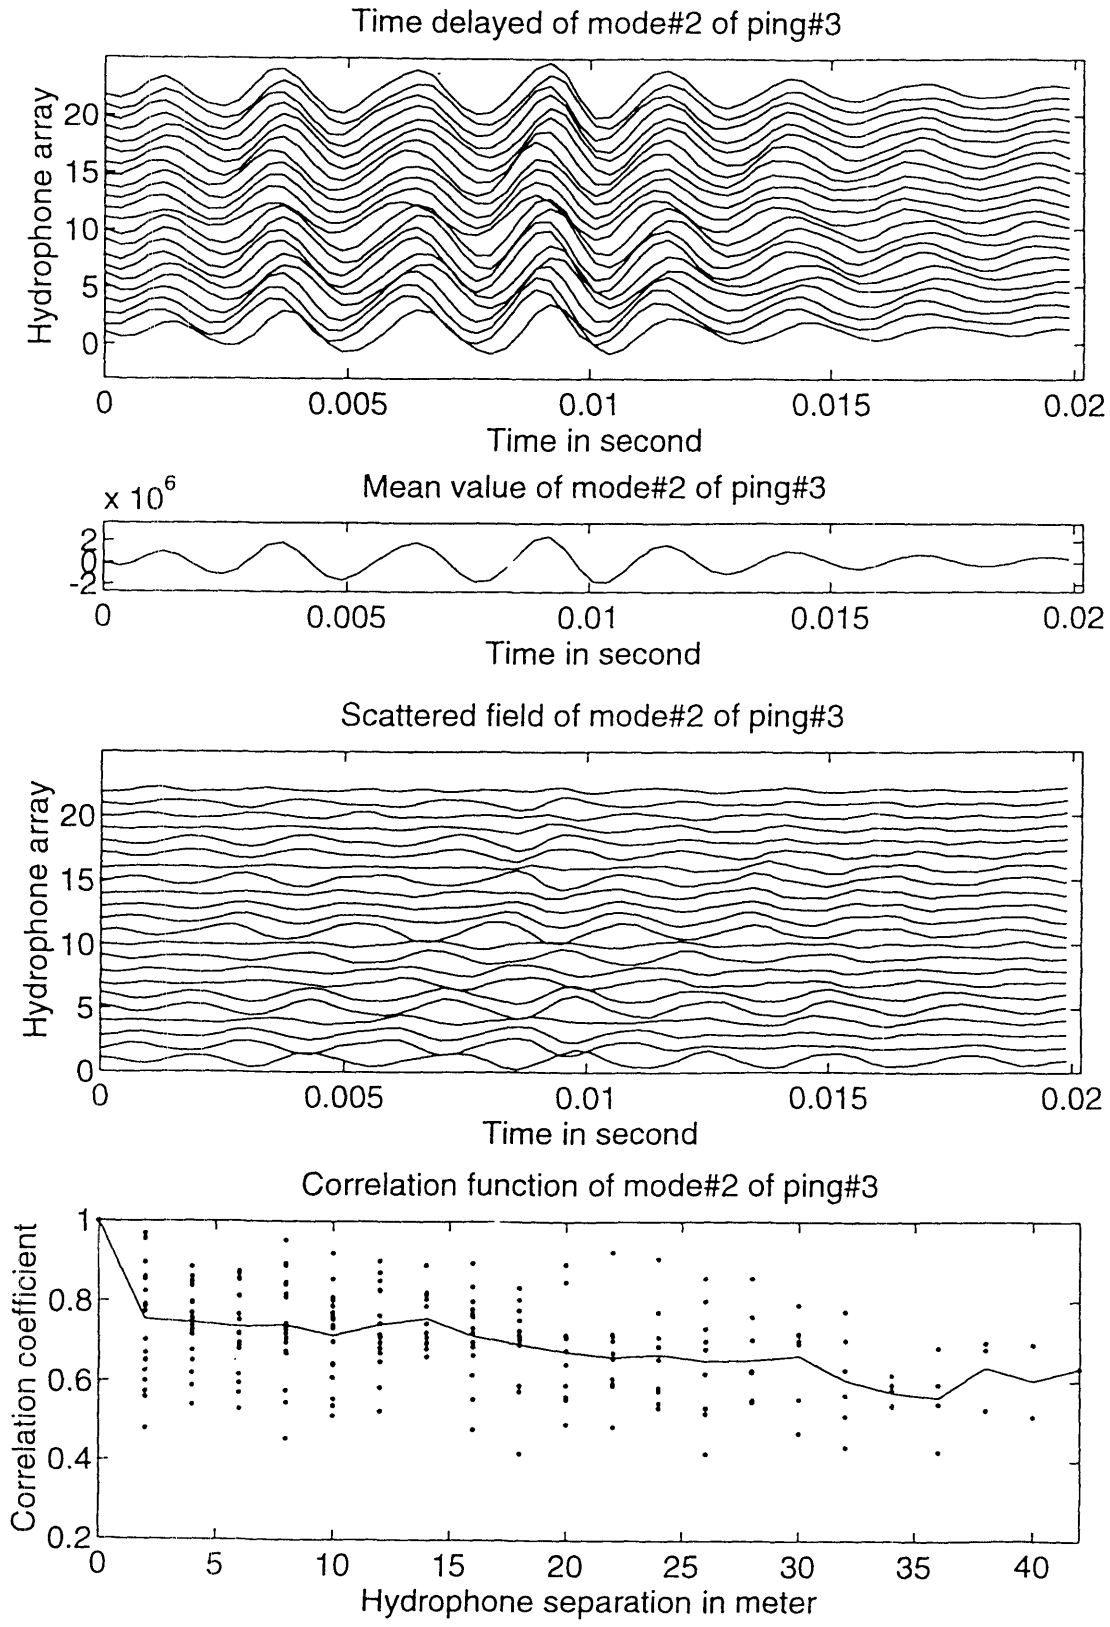 Time delayed of mode#2 of ping#3
Hydrophone array
20
15
10
5
0
0 0.005 0.01 0.015 0.02
Time in second
x 10^6
Mean value of mode#2 of ping#3
2
0
-2
0 0.005 0.01 0.015 0.02
Time in second
Scattered field of mode#2 of ping#3
Hydrophone array
20
15
10
5
0
0 0.005 0.01 0.015 0.02
Time in second
Correlation function of mode#2 of ping#3
Correlation coefficient
1
0.8
0.6
0.4
0.2
0 5 10 15 20 25 30 35 40
Hydrophone separation in meter